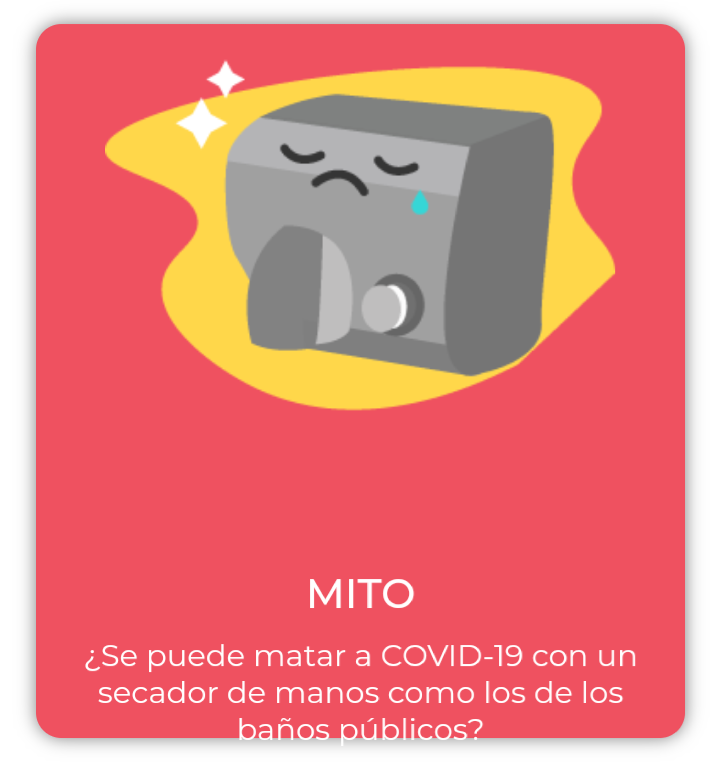 MITO
¿Se puede matar a COVID-19 con un
secador de manos como los de los
baños públicos?